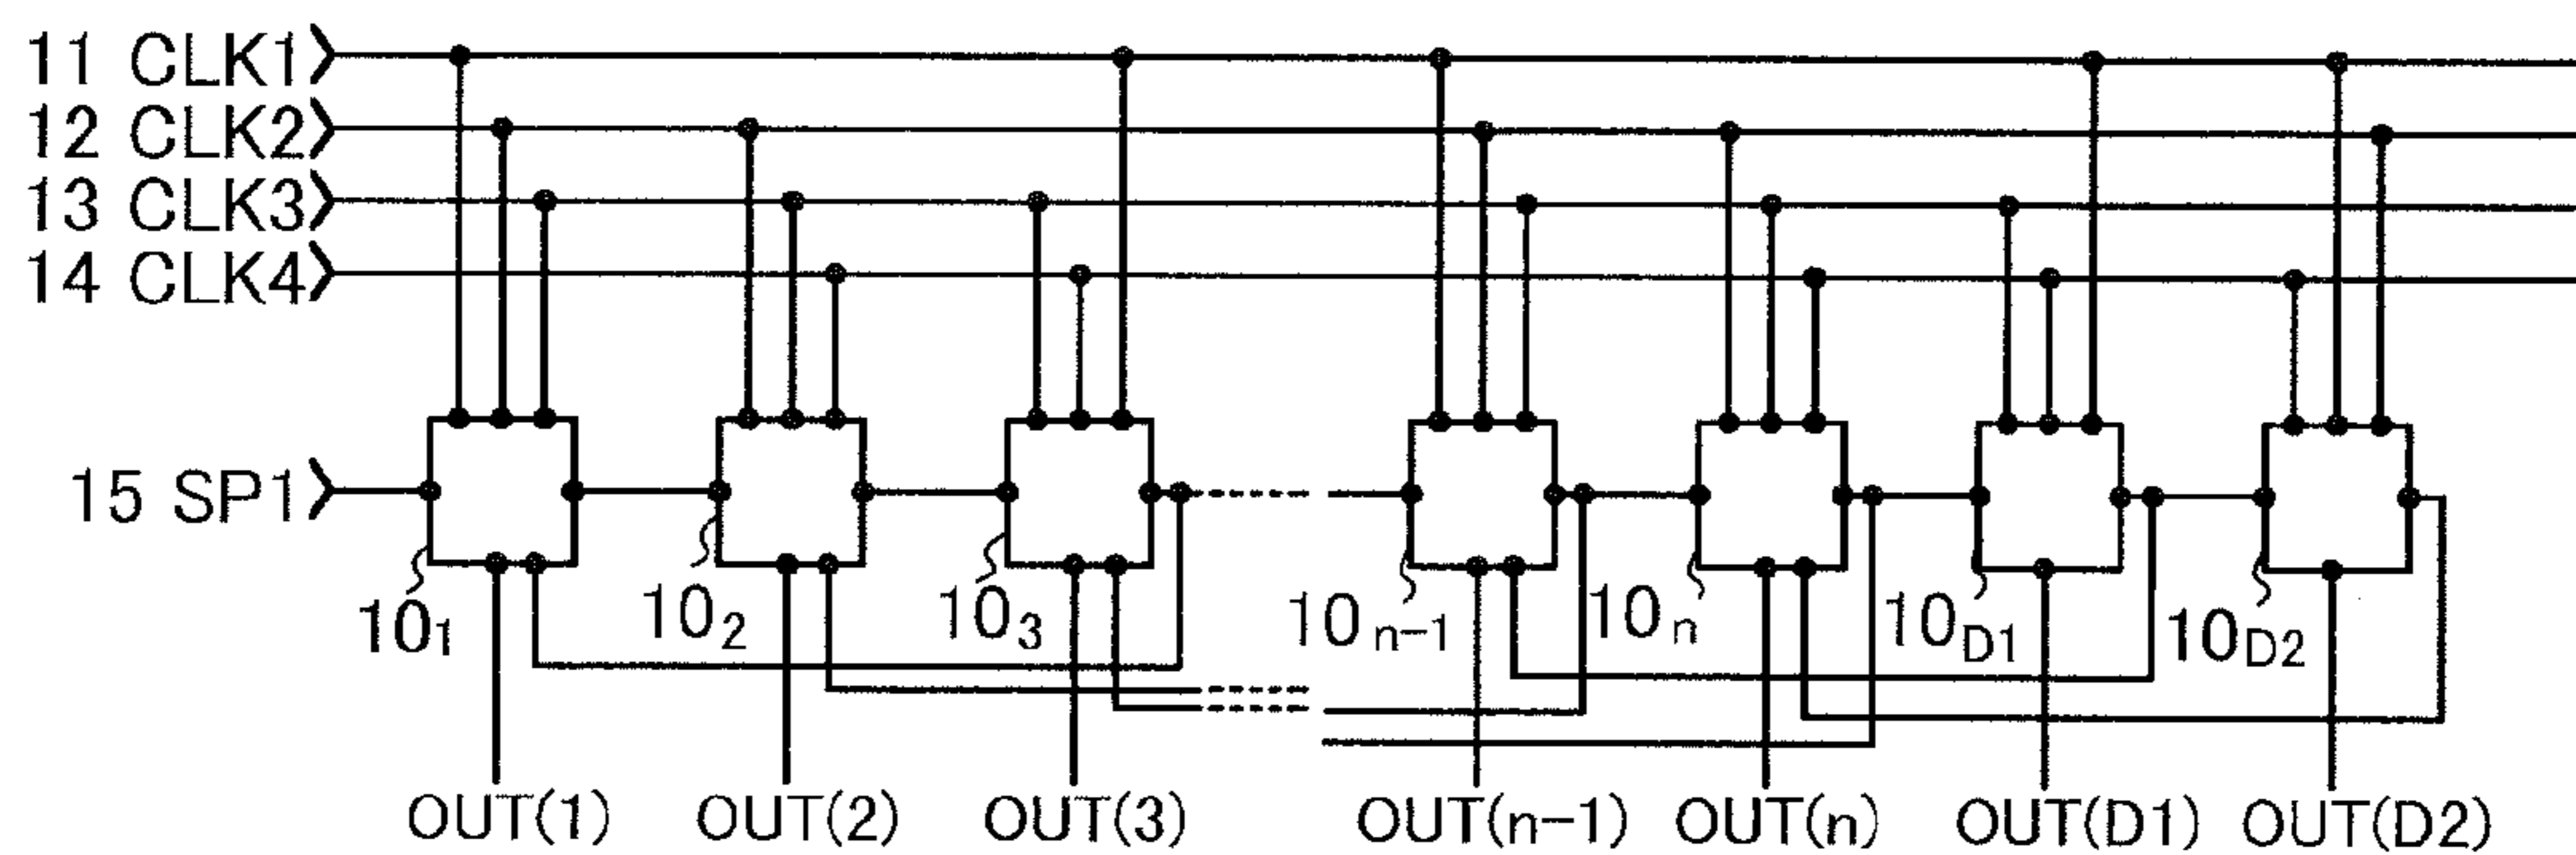 11 CLK1
12 CLK2
13 CLK3
14 CLK4
15 SP1
10₁ 10₂ 10₃ 10ₙ₋₁ 10ₙ 10D1 10D2
OUT(1) OUT(2) OUT(3) OUT(n-1) OUT(n) OUT(D1) OUT(D2)